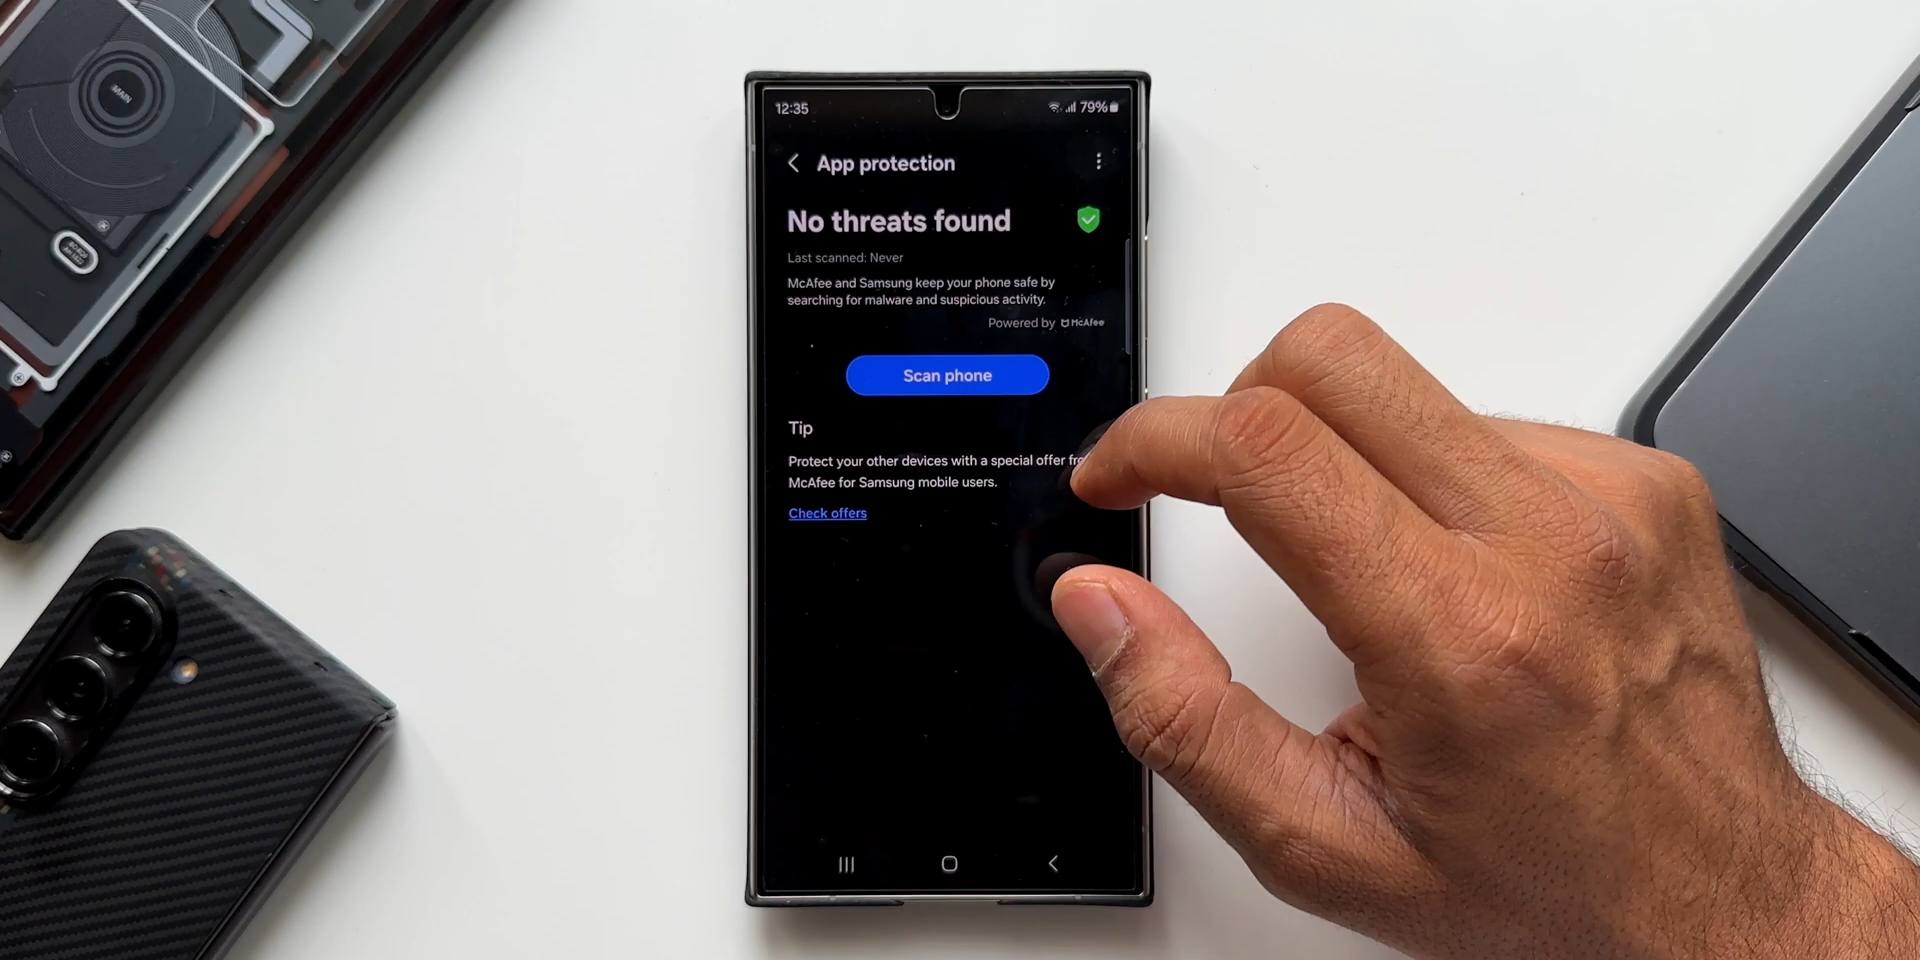 MAIN
12:35
79%
App protection
No threats found
Last scanned: Never
McAfee and Samsung keep your phone safe by
searching for malware and suspicious activity.
Powered by McAfee
Scan phone
Tip
Protect your other devices with a special offer
McAfee for Samsung mobile users.
Check offers